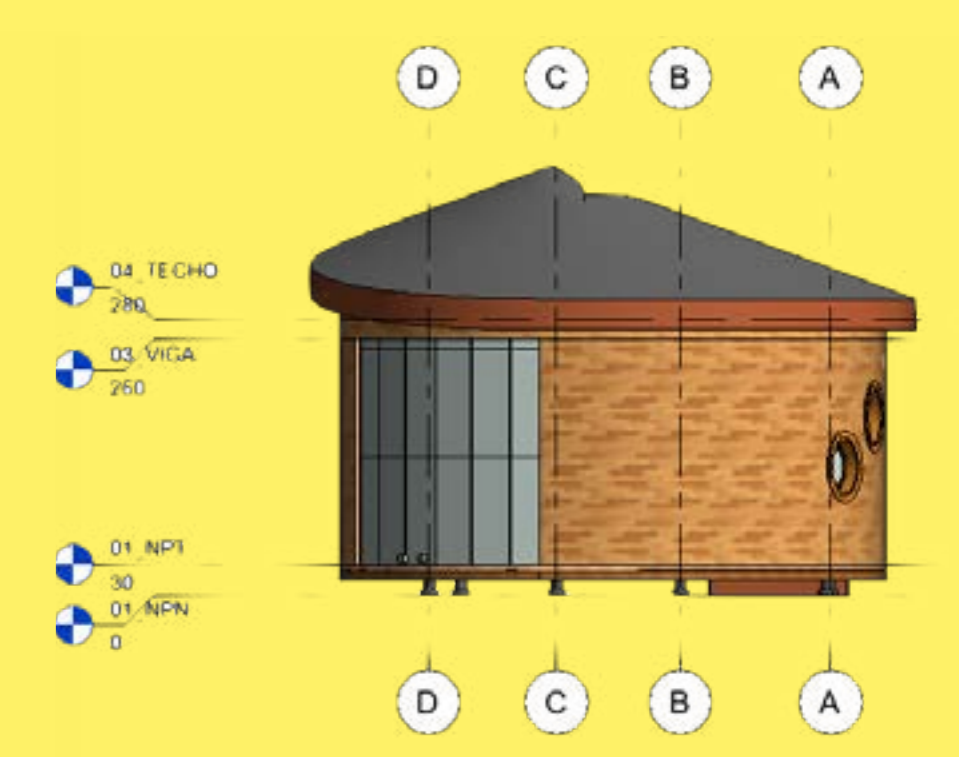 D C B A
04_TECHO
280
03_VIGA
260
01_NPT
30
01_NPN
0
D C B A